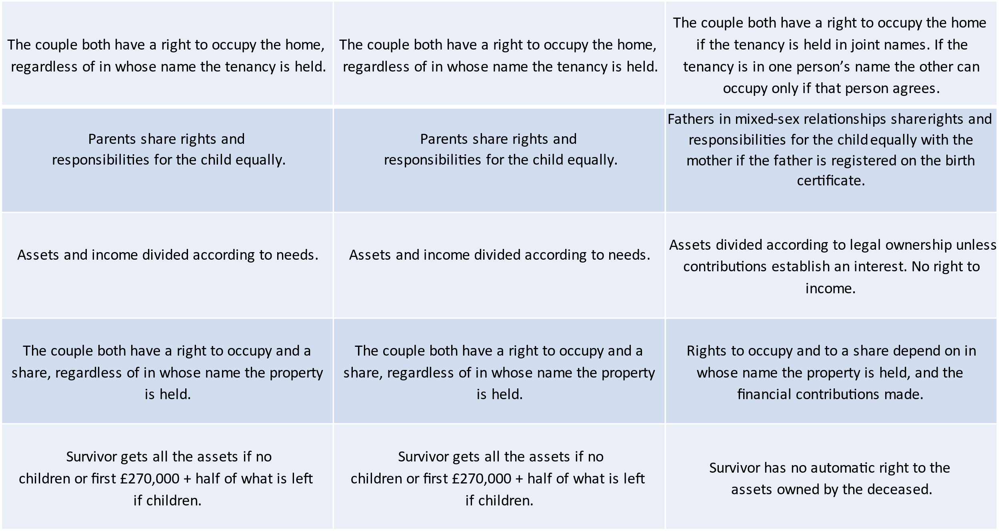 The couple both have a right to occupy the home,
regardless of in whose name the tenancy is held.
The couple both have a right to occupy the home,
regardless of in whose name the tenancy is held.
The couple both have a right to occupy the home
if the tenancy is held in joint names. If the
tenancy is in one person’s name the other can
occupy only if that person agrees.
Parents share rights and
responsibilities for the child equally.
Parents share rights and
responsibilities for the child equally.
Fathers in mixed-sex relationships sharerights and
responsibilities for the child equally with the
mother if the father is registered on the birth
certificate.
Assets and income divided according to needs.
Assets and income divided according to needs.
Assets divided according to legal ownership unless
contributions establish an interest. No right to
income.
The couple both have a right to occupy and a
share, regardless of in whose name the property
is held.
The couple both have a right to occupy and a
share, regardless of in whose name the property
is held.
Rights to occupy and to a share depend on in
whose name the property is held, and the
financial contributions made.
Survivor gets all the assets if no
children or first £270,000 + half of what is left
if children.
Survivor gets all the assets if no
children or first £270,000 + half of what is left
if children.
Survivor has no automatic right to the
assets owned by the deceased.